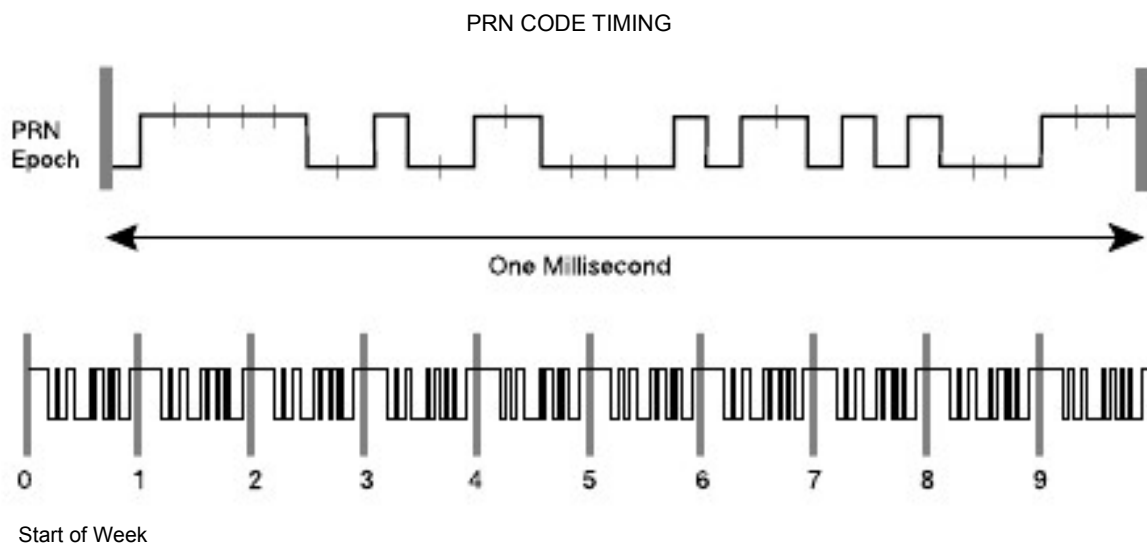 PRN CODE TIMING
PRN
Epoch
One Millisecond
0 1 2 3 4 5 6 7 8 9
Start of Week